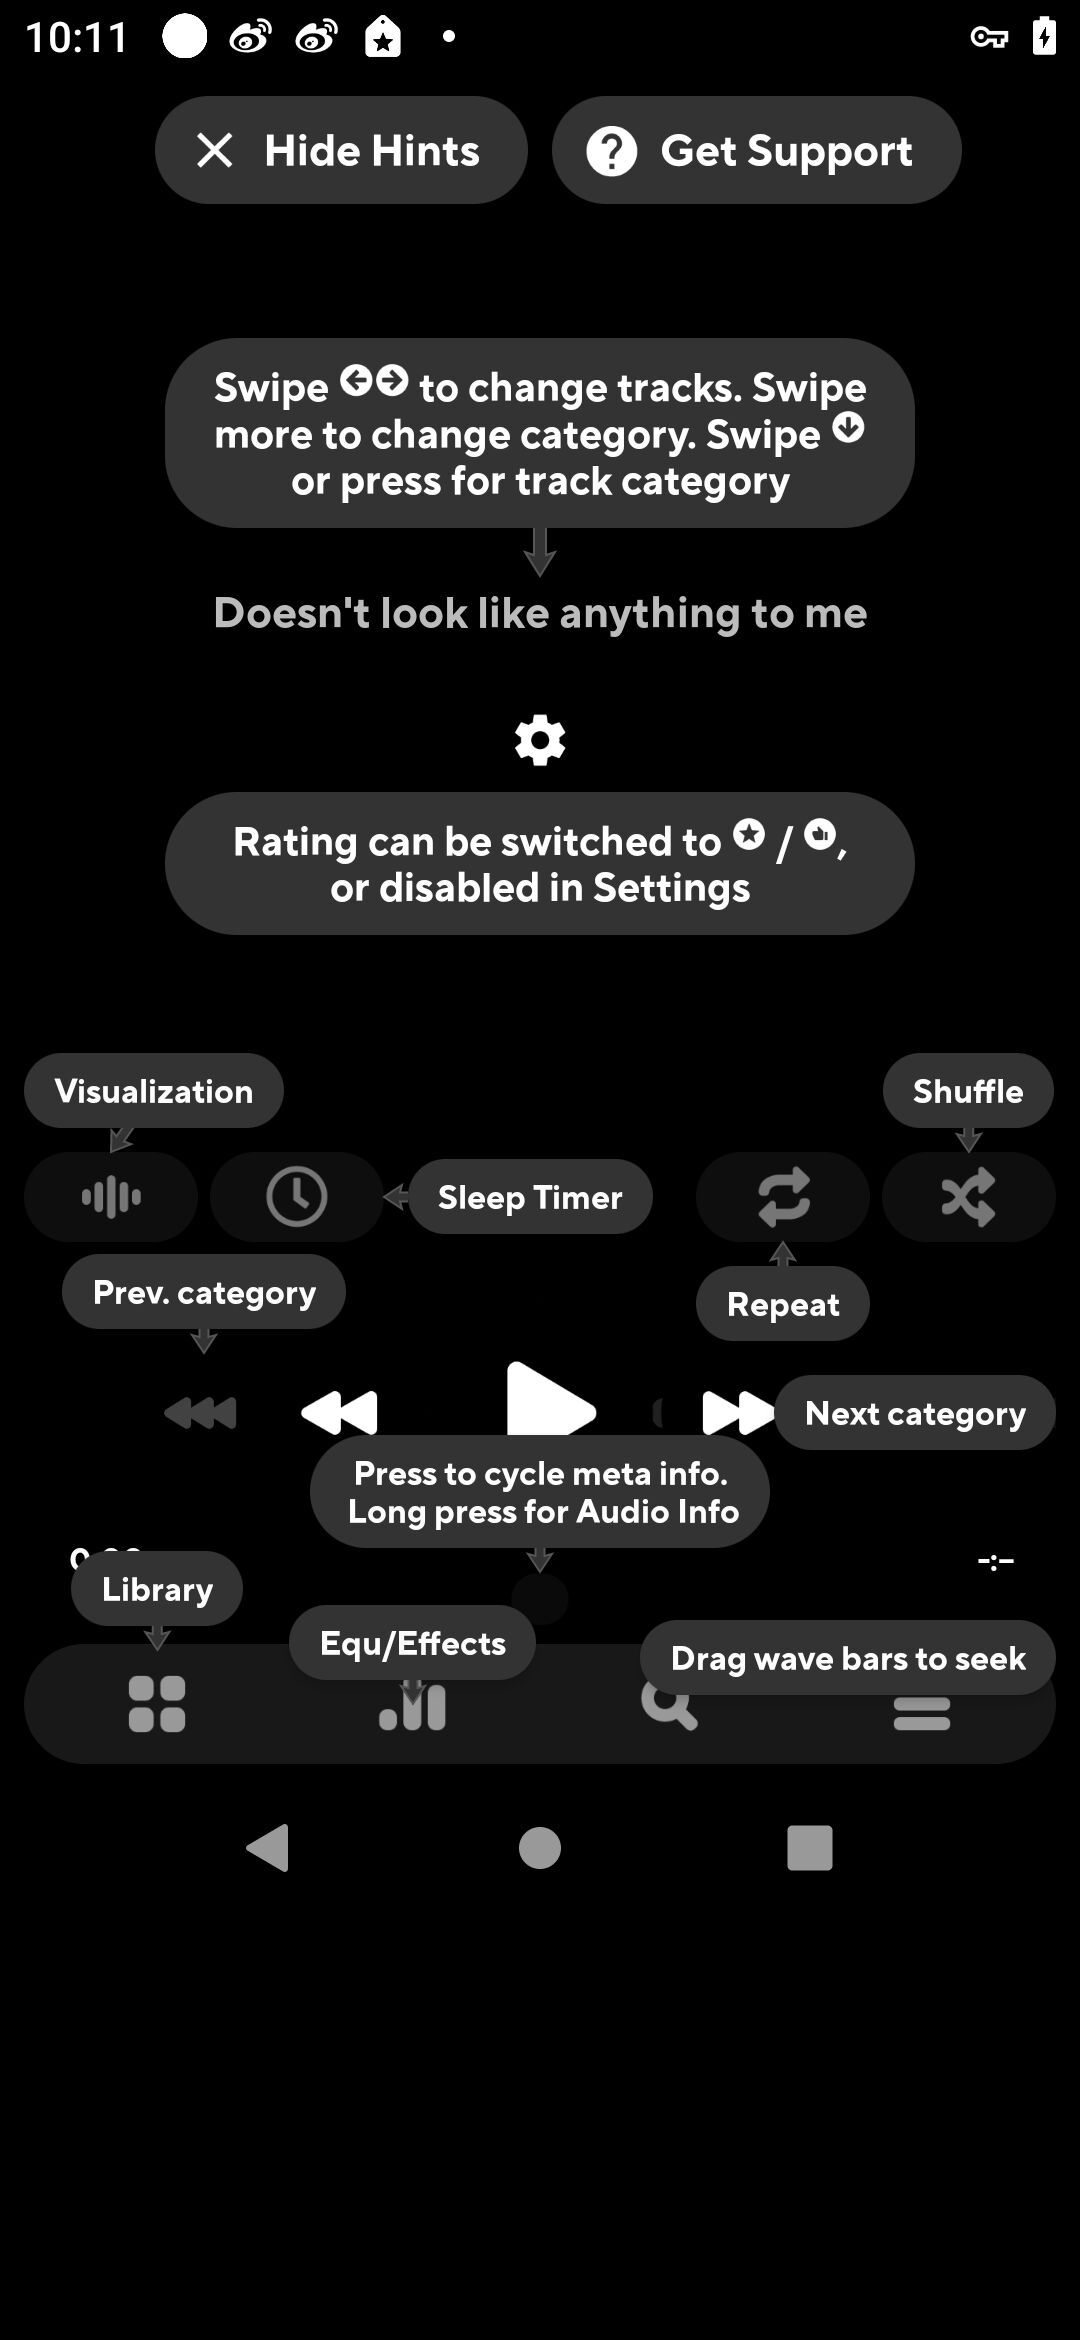 10:11
Hide Hints
Get Support
Swipe to change tracks. Swipe
more to change category. Swipe
or press for track category
Doesn't look like anything to me
Rating can be switched to / ,
or disabled in Settings
Visualization
Shuffle
Sleep Timer
Prev. category
Repeat
Next category
Press to cycle meta info.
Long press for Audio Info
-:--
Library
Equ/Effects
Drag wave bars to seek